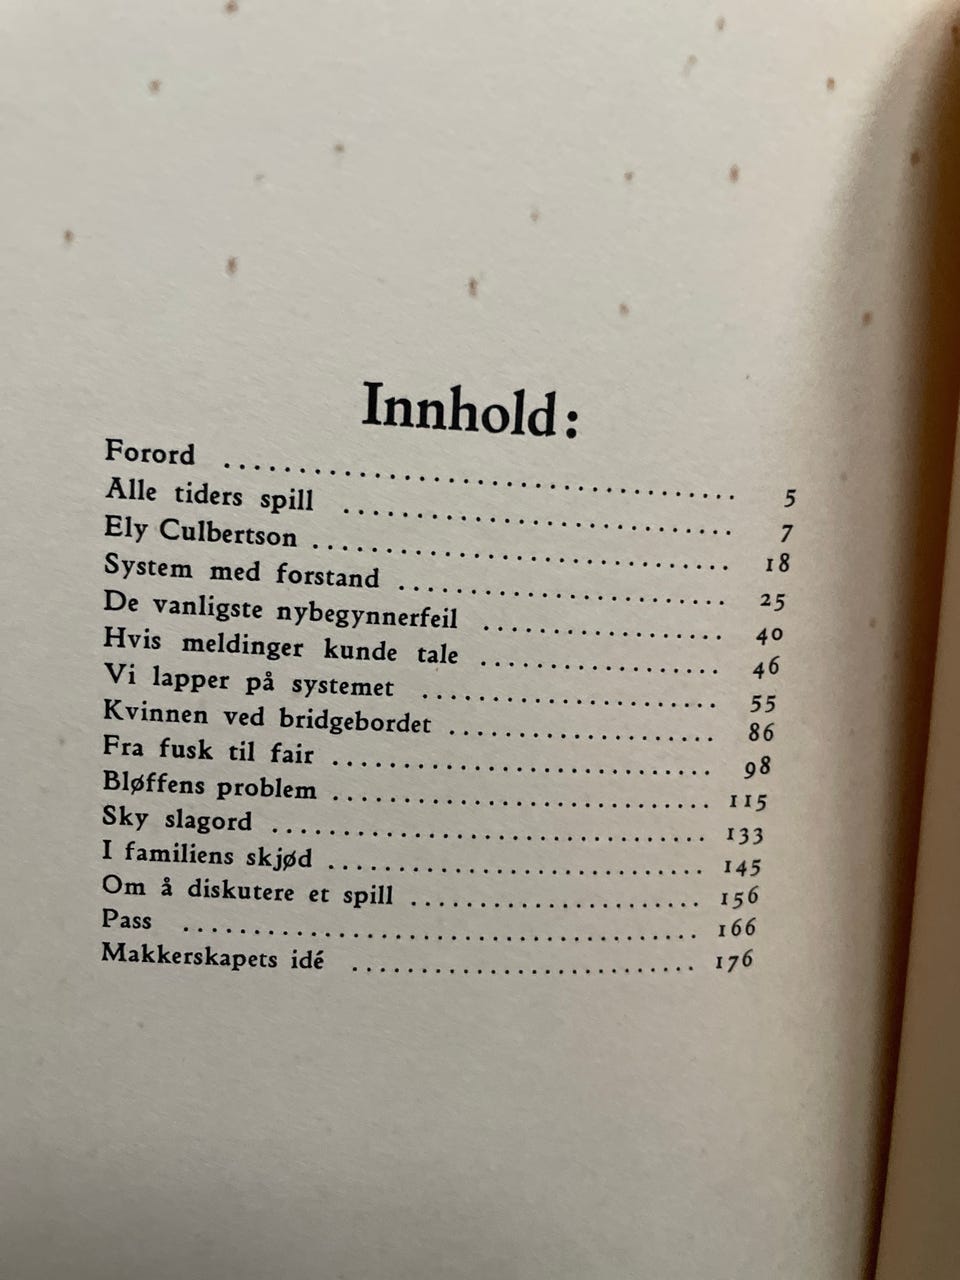 Innhold:
Forord ........................................ 5
Alle tiders spill ........................................ 7
Ely Culbertson ........................................ 18
System med forstand ........................................ 25
De vanligste nybegynnerfeil ........................................ 40
Hvis meldinger kunde tale ........................................ 46
Vi lapper på systemet ........................................ 55
Kvinnen ved bridgebordet ........................................ 86
Fra fusk til fair ........................................ 98
Bløffens problem ........................................ 115
Sky slagord ........................................ 133
I familiens skjød ........................................ 145
Om å diskutere et spill ........................................ 156
Pass ........................................ 166
Makkerskapets idé ........................................ 176